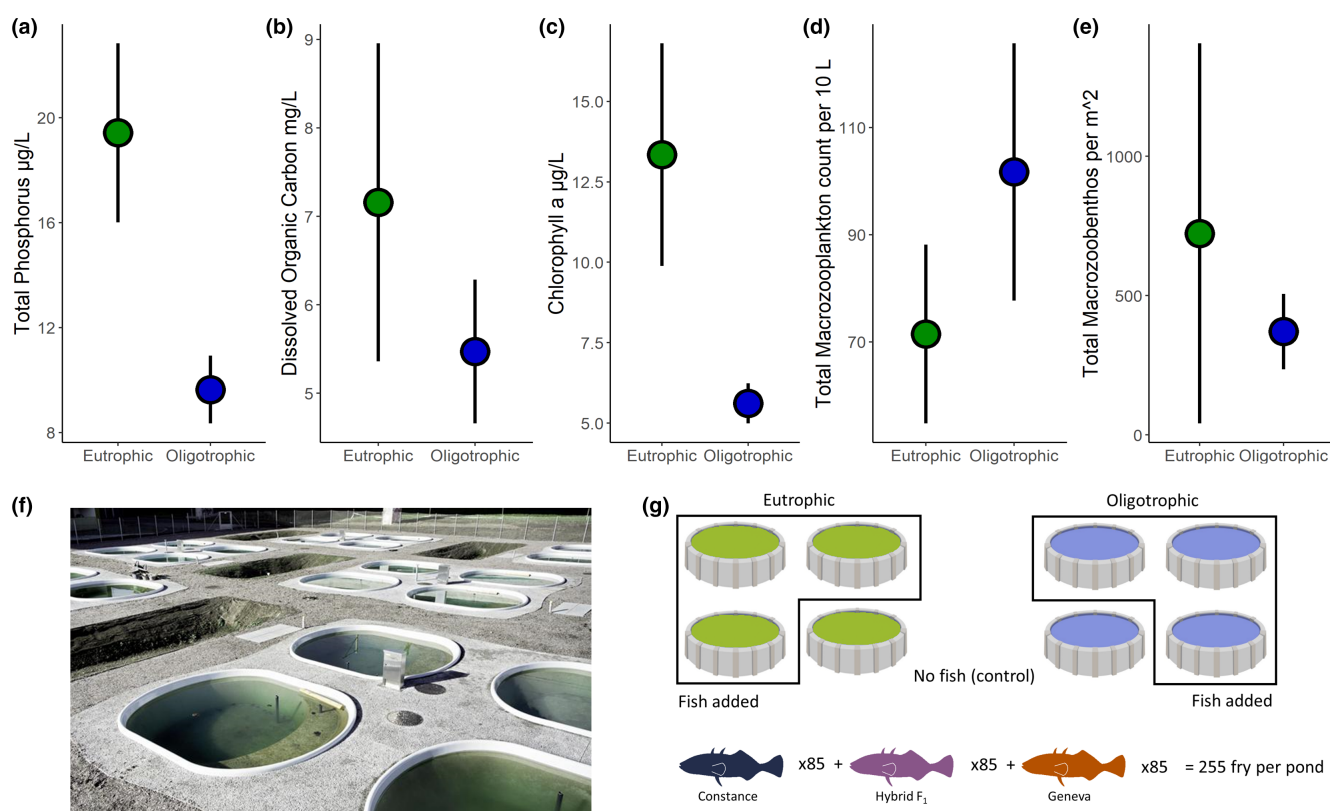 (a)
Total Phosphorus µg/L
20
16
12
8
Eutrophic Oligotrophic
(b)
Dissolved Organic Carbon mg/L
9
8
7
6
5
Eutrophic Oligotrophic
(c)
Chlorophyll a µg/L
15.0
12.5
10.0
7.5
5.0
Eutrophic Oligotrophic
(d)
Total Macrozooplankton count per 10 L
110
90
70
Eutrophic Oligotrophic
(e)
Total Macrozoobenthos per m^2
1000
500
0
Eutrophic Oligotrophic
(f)
(g)
Eutrophic Oligotrophic
No fish (control)
Fish added Fish added
x85 + x85 + x85 = 255 fry per pond
Constance Hybrid F₁ Geneva